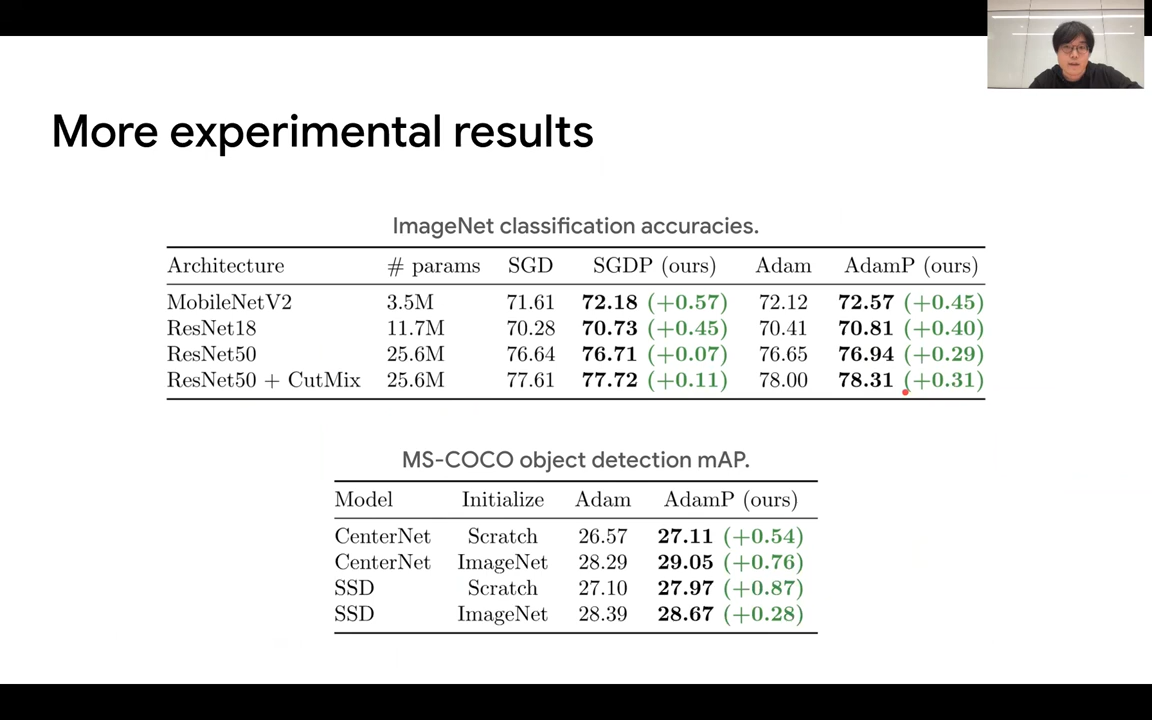 More experimental results
ImageNet classification accuracies.
Architecture # params SGD SGDP (ours) Adam AdamP (ours)
MobileNetV2 3.5M 71.61 72.18 (+0.57) 72.12 72.57 (+0.45)
ResNet18 11.7M 70.28 70.73 (+0.45) 70.41 70.81 (+0.40)
ResNet50 25.6M 76.64 76.71 (+0.07) 76.65 76.94 (+0.29)
ResNet50 + CutMix 25.6M 77.61 77.72 (+0.11) 78.00 78.31 (+0.31)
MS-COCO object detection mAP.
Model Initialize Adam AdamP (ours)
CenterNet Scratch 26.57 27.11 (+0.54)
CenterNet ImageNet 28.29 29.05 (+0.76)
SSD Scratch 27.10 27.97 (+0.87)
SSD ImageNet 28.39 28.67 (+0.28)